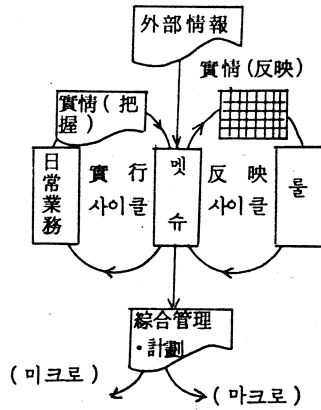 外部情報
實情(反映)
實情(把
握)
日常業務
實行
사이클
멧슈
反映
사이클
룰
綜合管理
·計劃
(미크로)
(마크로)